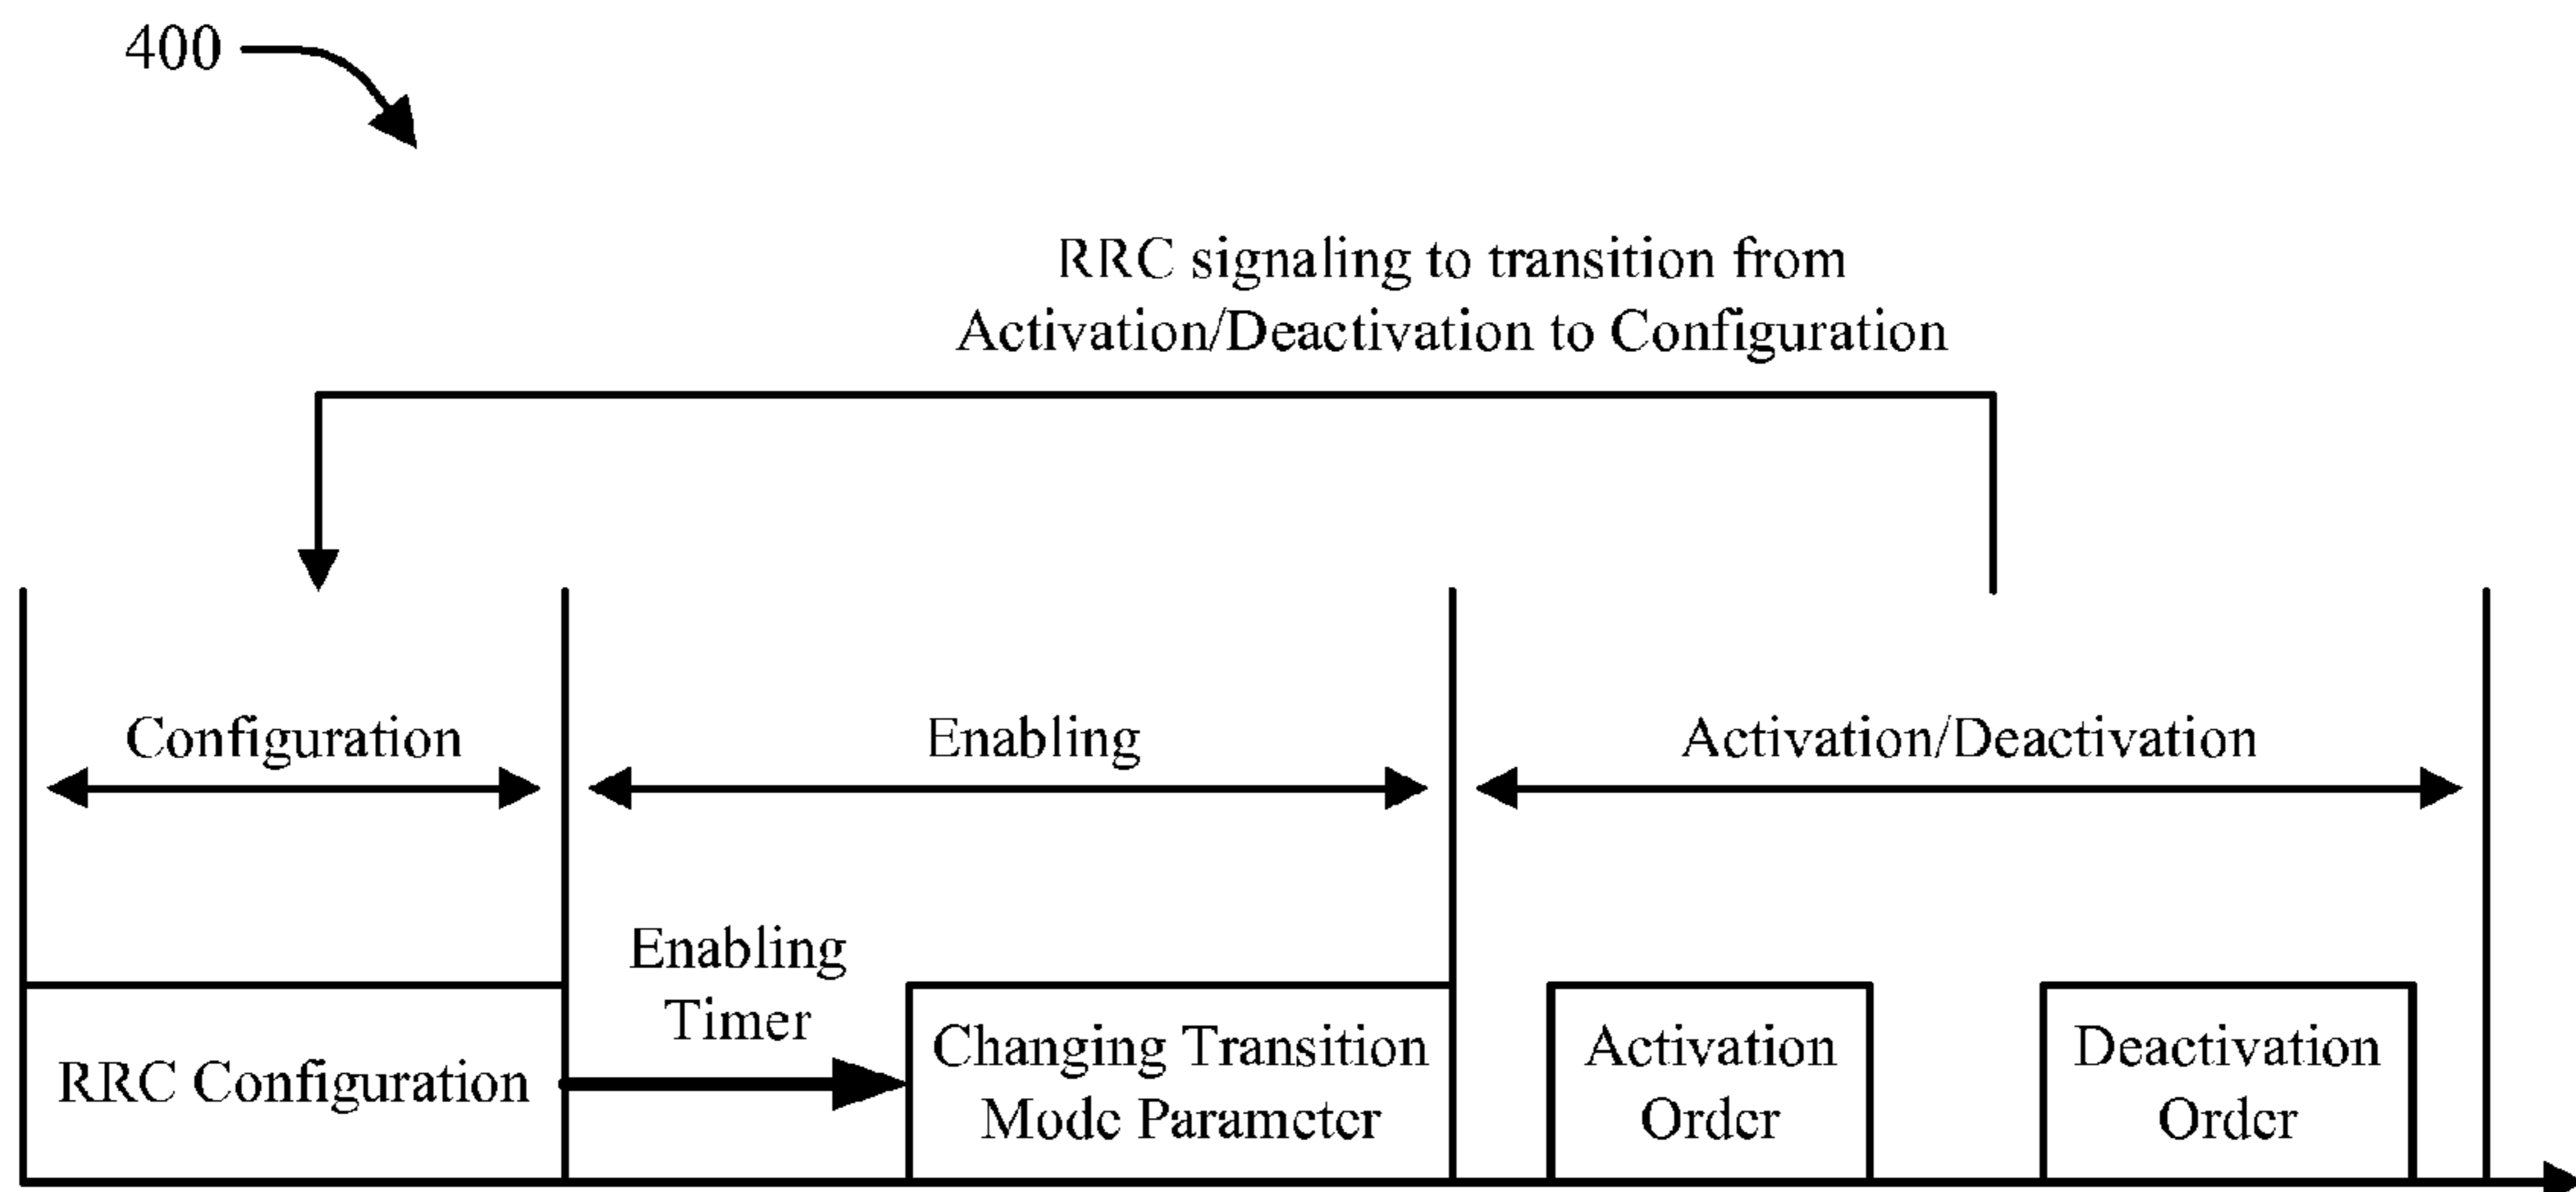 400
RRC signaling to transition from
Activation/Deactivation to Configuration
Configuration
Enabling
Activation/Deactivation
Enabling
Timer
RRC Configuration
Changing Transition
Mode Parameter
Activation
Order
Deactivation
Order